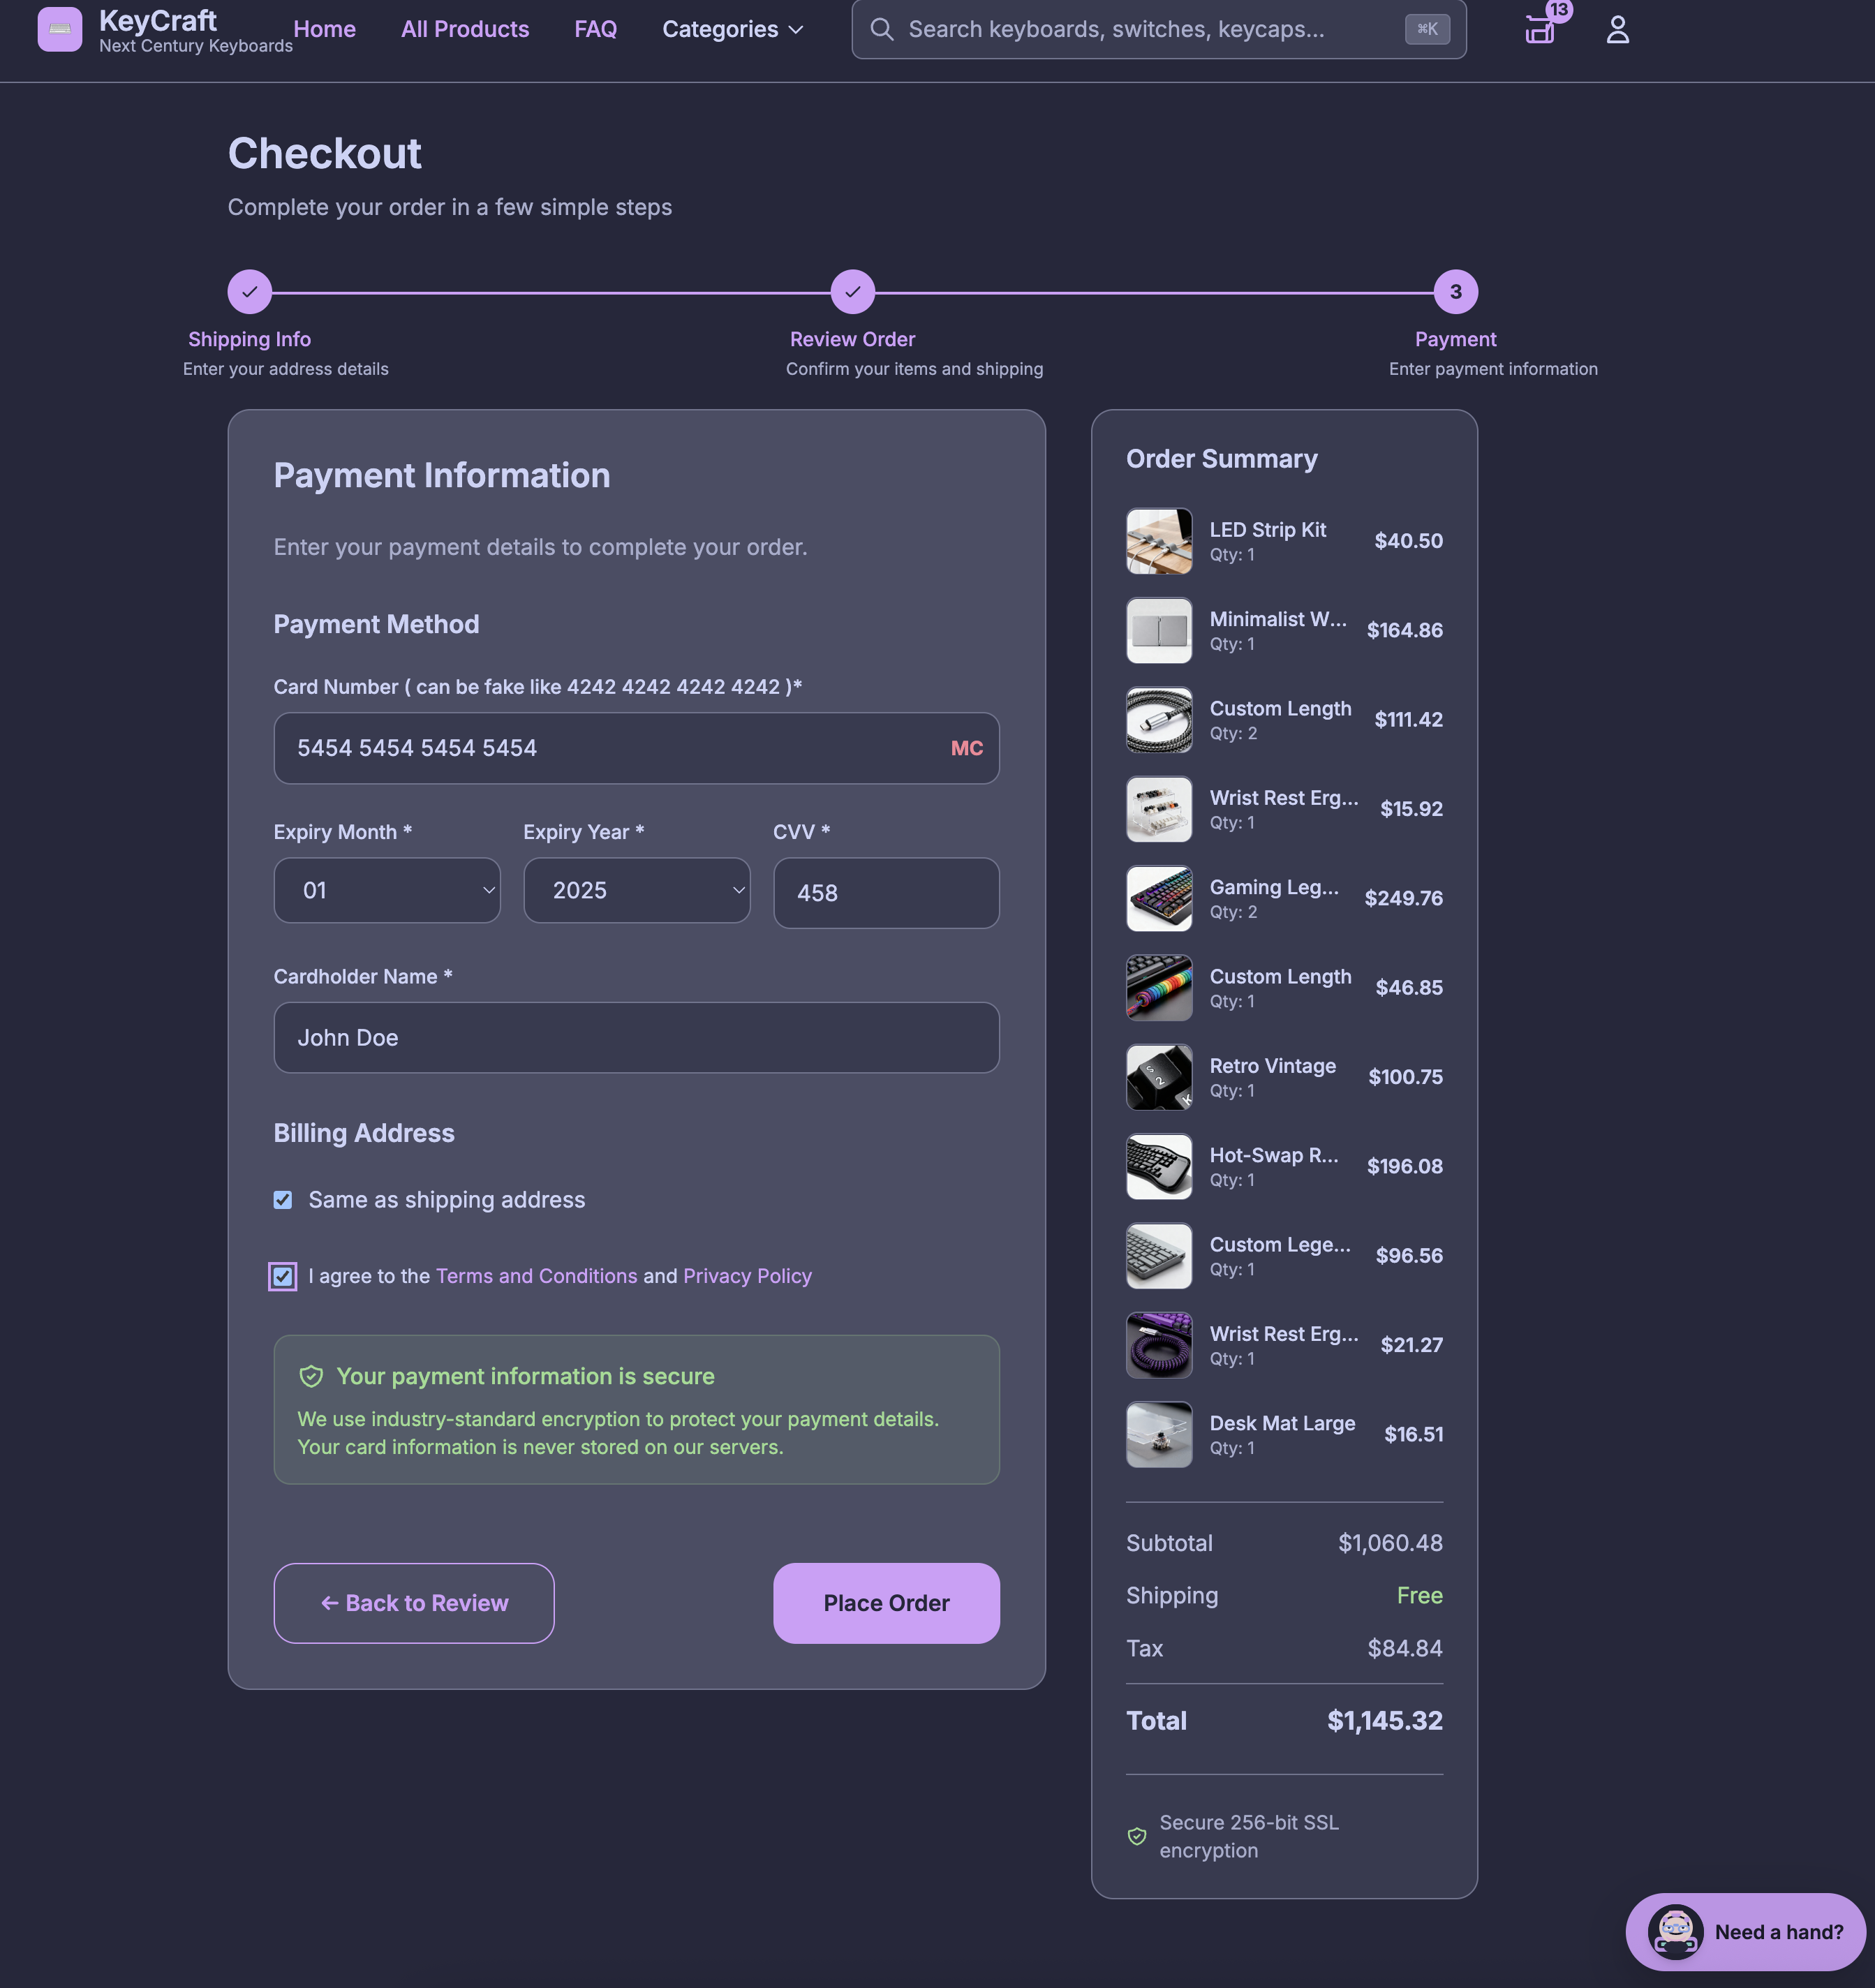 KeyCraft
Next Century Keyboards
Home
All Products
FAQ
Categories
Search keyboards, switches, keycaps...
⌘K
13
Checkout
Complete your order in a few simple steps
3
Shipping Info
Enter your address details
Review Order
Confirm your items and shipping
Payment
Enter payment information
Payment Information
Enter your payment details to complete your order.
Payment Method
Card Number ( can be fake like 4242 4242 4242 4242 )*
5454 5454 5454 5454
MC
Expiry Month *
Expiry Year *
CVV *
01
2025
458
Cardholder Name *
John Doe
Billing Address
Same as shipping address
I agree to the Terms and Conditions and Privacy Policy
Your payment information is secure
We use industry-standard encryption to protect your payment details.
Your card information is never stored on our servers.
← Back to Review
Place Order
Order Summary
LED Strip Kit
Qty: 1
$40.50
Minimalist W...
Qty: 1
$164.86
Custom Length
Qty: 2
$111.42
Wrist Rest Erg...
Qty: 1
$15.92
Gaming Leg...
Qty: 2
$249.76
Custom Length
Qty: 1
$46.85
Retro Vintage
Qty: 1
$100.75
Hot-Swap R...
Qty: 1
$196.08
Custom Lege...
Qty: 1
$96.56
Wrist Rest Erg...
Qty: 1
$21.27
Desk Mat Large
Qty: 1
$16.51
Subtotal
$1,060.48
Shipping
Free
Tax
$84.84
Total
$1,145.32
Secure 256-bit SSL
encryption
Need a hand?